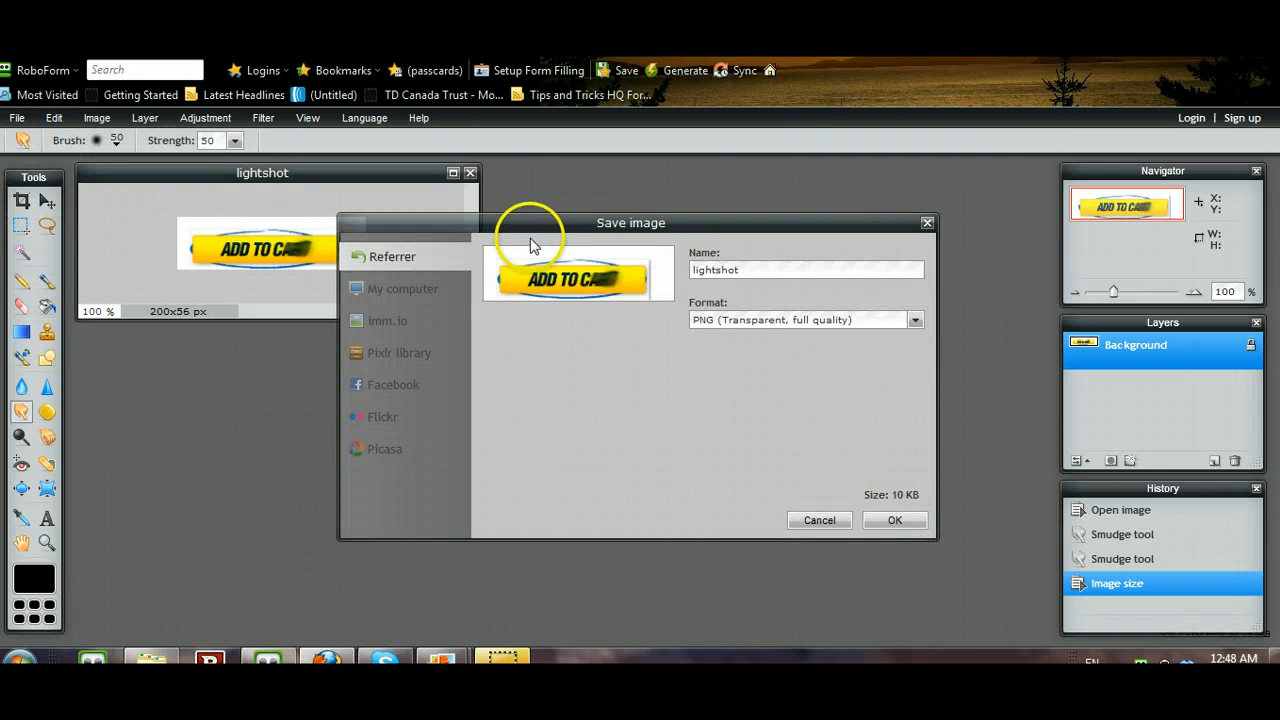 RoboForm Search Logins Bookmarks (passcards) Setup Form Filling Save Generate Sync
Most Visited Getting Started Latest Headlines (Untitled) TD Canada Trust - Mo... Tips and Tricks HQ For...
File Edit Image Layer Adjustment Filter View Language Help Login Sign up
Brush: 50 Strength: 50
Tools
lightshot
ADD TO CA
100 % 200x56 px
Save image
Referrer
My computer
imm.io
Pixlr library
Facebook
Flickr
Picasa
ADD TO CA
Name:
lightshot
Format:
PNG (Transparent, full quality)
Size: 10 KB
Cancel OK
Navigator
ADD TO CA
X:
Y:
W:
H:
100 %
Layers
Background
History
Open image
Smudge tool
Smudge tool
Image size
EN 12:48 AM